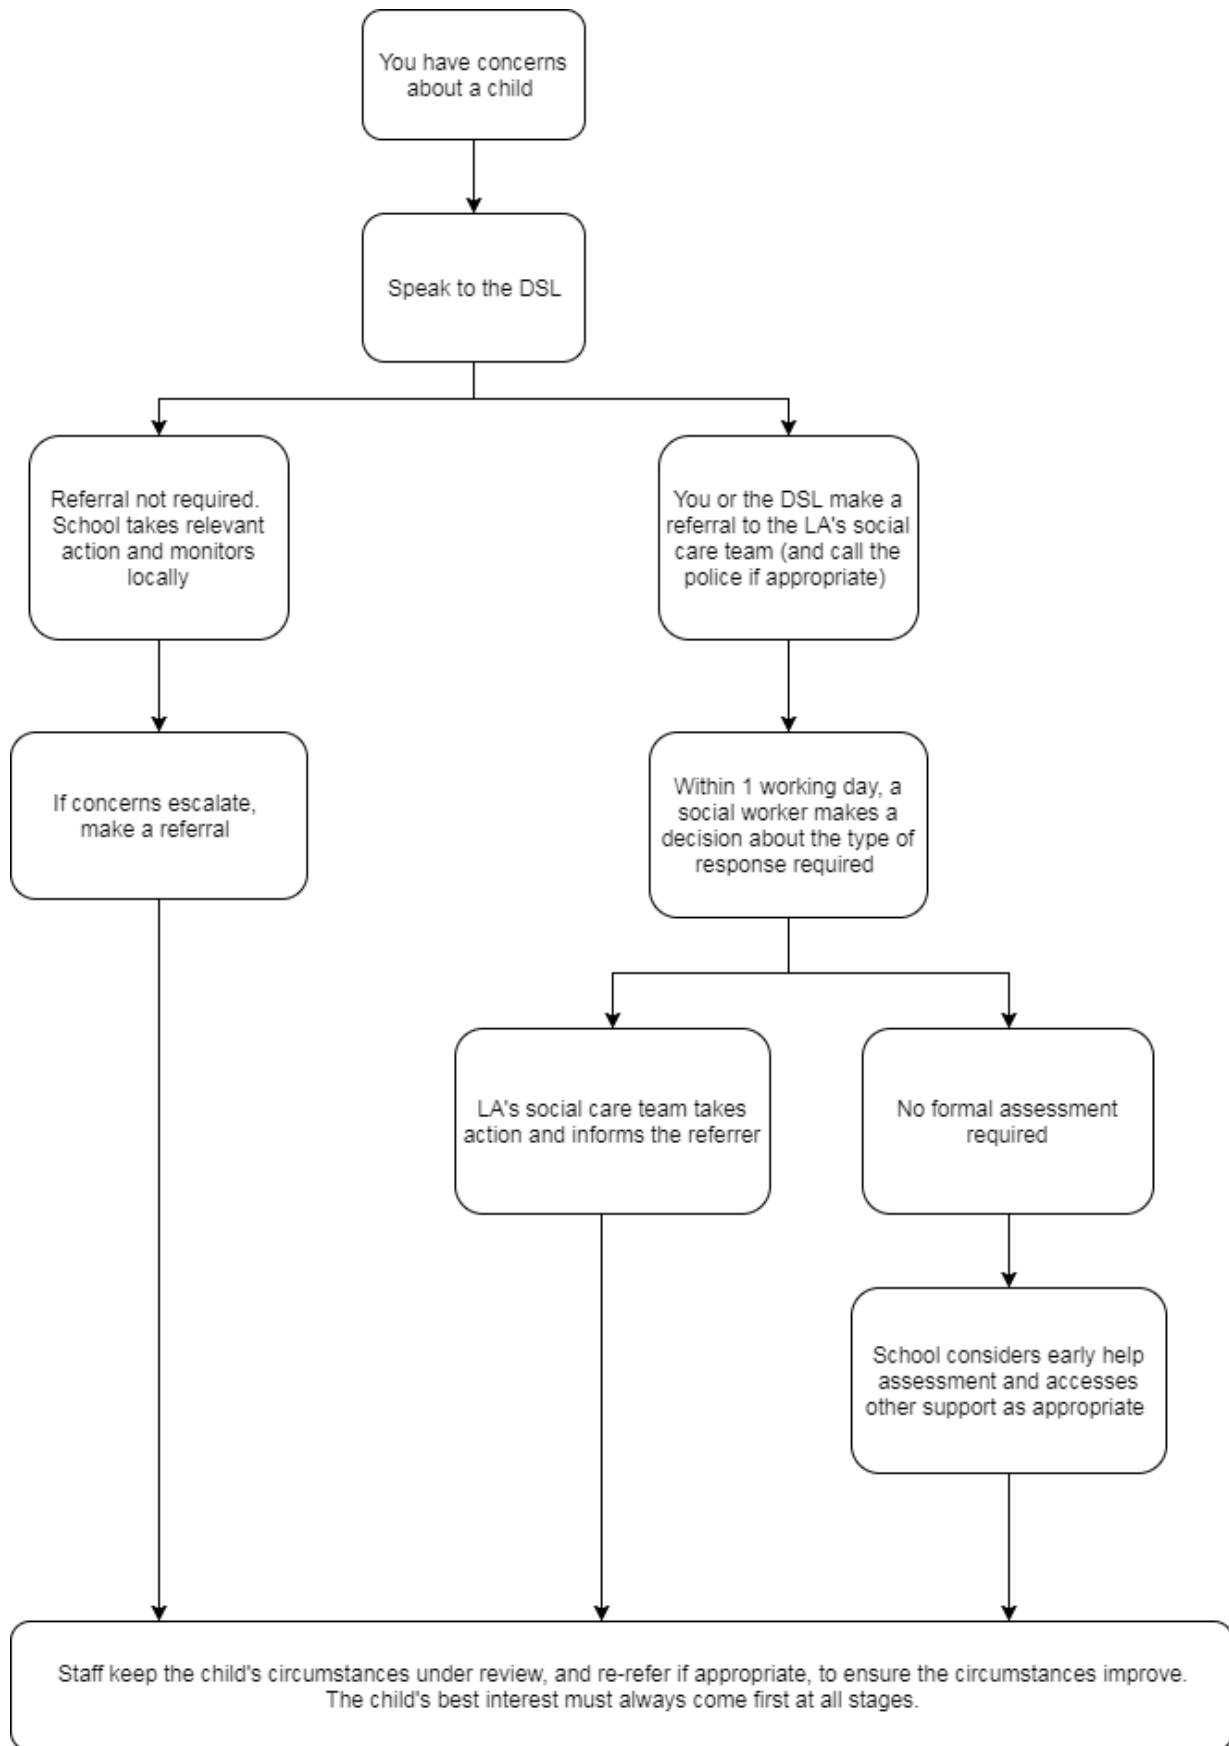 You have concerns
about a child
Speak to the DSL
Referral not required.
School takes relevant
action and monitors
locally
You or the DSL make a
referral to the LA's social
care team (and call the
police if appropriate)
If concerns escalate,
make a referral
Within 1 working day, a
social worker makes a
decision about the type of
response required
LA's social care team takes
action and informs the referrer
No formal assessment
required
School considers early help
assessment and accesses
other support as appropriate
Staff keep the child's circumstances under review, and re-refer if appropriate, to ensure the circumstances improve.
The child's best interest must always come first at all stages.